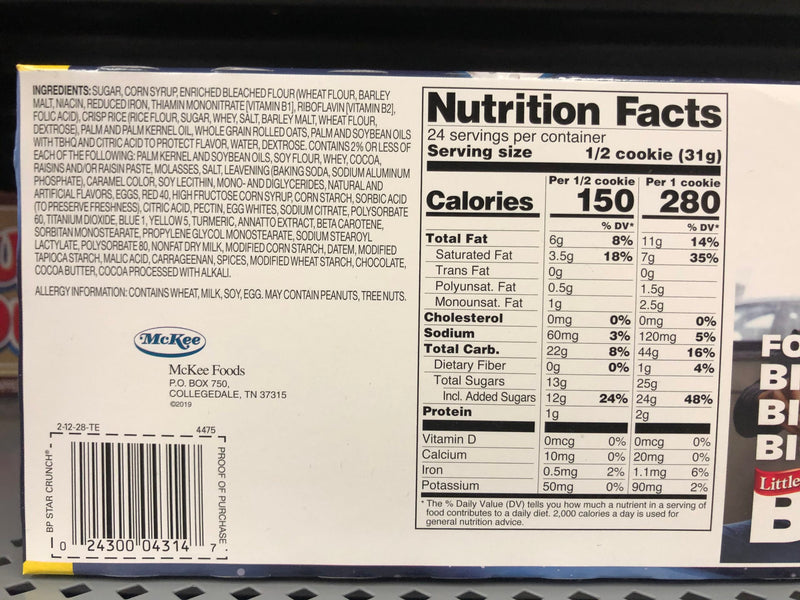 INGREDIENTS: SUGAR, CORN SYRUP, ENRICHED BLEACHED FLOUR (WHEAT FLOUR, BARLEY
MALT, NIACIN, REDUCED IRON, THIAMIN MONONITRATE [VITAMIN B1], RIBOFLAVIN [VITAMIN B2],
FOLIC ACID), CRISP RICE (RICE FLOUR, SUGAR, WHEY, SALT, BARLEY MALT, WHEAT FLOUR,
DEXTROSE), PALM AND PALM KERNEL OIL, WHOLE GRAIN ROLLED OATS, PALM AND SOYBEAN OILS
WITH TBHQ AND CITRIC ACID TO PROTECT FLAVOR, WATER, DEXTROSE. CONTAINS 2% OR LESS OF
EACH OF THE FOLLOWING: PALM KERNEL AND SOYBEAN OILS, SOY FLOUR, WHEY, COCOA,
RAISINS AND/OR RAISIN PASTE, MOLASSES, SALT, LEAVENING (BAKING SODA, SODIUM ALUMINUM
PHOSPHATE), CARAMEL COLOR, SOY LECITHIN, MONO- AND DIGLYCERIDES, NATURAL AND
ARTIFICIAL FLAVORS, EGGS, RED 40, HIGH FRUCTOSE CORN SYRUP, CORN STARCH, SORBIC ACID
(TO PRESERVE FRESHNESS), CITRIC ACID, PECTIN, EGG WHITES, SODIUM CITRATE, POLYSORBATE
60, TITANIUM DIOXIDE, BLUE 1, YELLOW 5, TURMERIC, ANNATTO EXTRACT, BETA CAROTENE,
SORBITAN MONOSTEARATE, PROPYLENE GLYCOL MONOSTEARATE, SODIUM STEAROYL
LACTYLATE, POLYSORBATE 80, NONFAT DRY MILK, MODIFIED CORN STARCH, DATEM, MODIFIED
TAPIOCA STARCH, MALIC ACID, CARRAGEENAN, SPICES, MODIFIED WHEAT STARCH, CHOCOLATE,
COCOA BUTTER, COCOA PROCESSED WITH ALKALI.
ALLERGY INFORMATION: CONTAINS WHEAT, MILK, SOY, EGG. MAY CONTAIN PEANUTS, TREE NUTS.
McKee
McKee Foods
P.O. BOX 750,
COLLEGEDALE, TN 37315
©2019
2-12-28-TE 4475
BP STAR CRUNCH®
PROOF OF PURCHASE
0 24300 04314 7
Nutrition Facts
24 servings per container
Serving size 1/2 cookie (31g)
Per 1/2 cookie Per 1 cookie
Calories 150 280
% DV* % DV*
Total Fat 6g 8% 11g 14%
Saturated Fat 3.5g 18% 7g 35%
Trans Fat 0g 0g
Polyunsat. Fat 0.5g 1.5g
Monounsat. Fat 1g 2.5g
Cholesterol 0mg 0% 0mg 0%
Sodium 60mg 3% 120mg 5%
Total Carb. 22g 8% 44g 16%
Dietary Fiber 0g 0% 1g 4%
Total Sugars 13g 25g
Incl. Added Sugars 12g 24% 24g 48%
Protein 1g 2g
Vitamin D 0mcg 0% 0mcg 0%
Calcium 10mg 0% 20mg 0%
Iron 0.5mg 2% 1.1mg 6%
Potassium 50mg 0% 90mg 2%
* The % Daily Value (DV) tells you how much a nutrient in a serving of
food contributes to a daily diet. 2,000 calories a day is used for
general nutrition advice.
FO
BI
BI
BI
Little
B